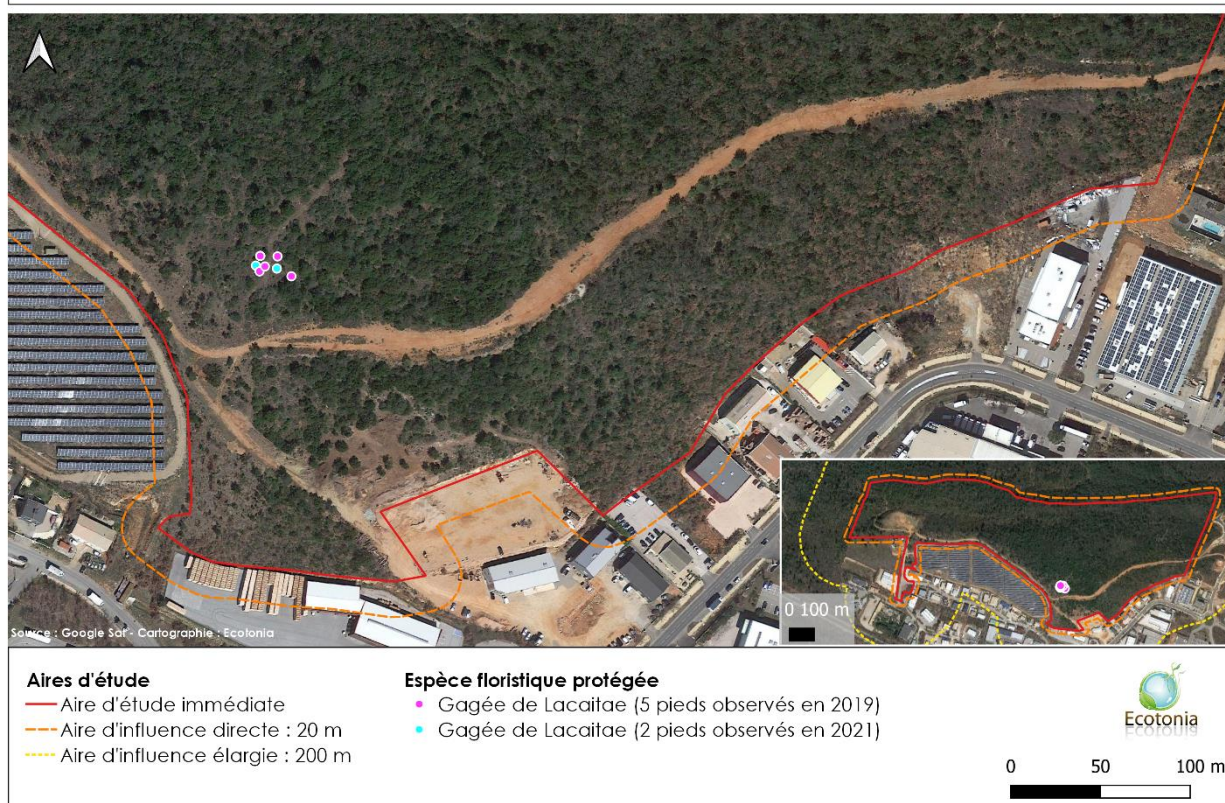 Source : Google Sat - Cartographie : Ecotonia
0 100 m
Aires d'étude
Aire d'étude immédiate
Aire d'influence directe : 20 m
Aire d'influence élargie : 200 m
Espèce floristique protégée
Gagée de Lacaitae (5 pieds observés en 2019)
Gagée de Lacaitae (2 pieds observés en 2021)
Ecotonia
0 50 100 m